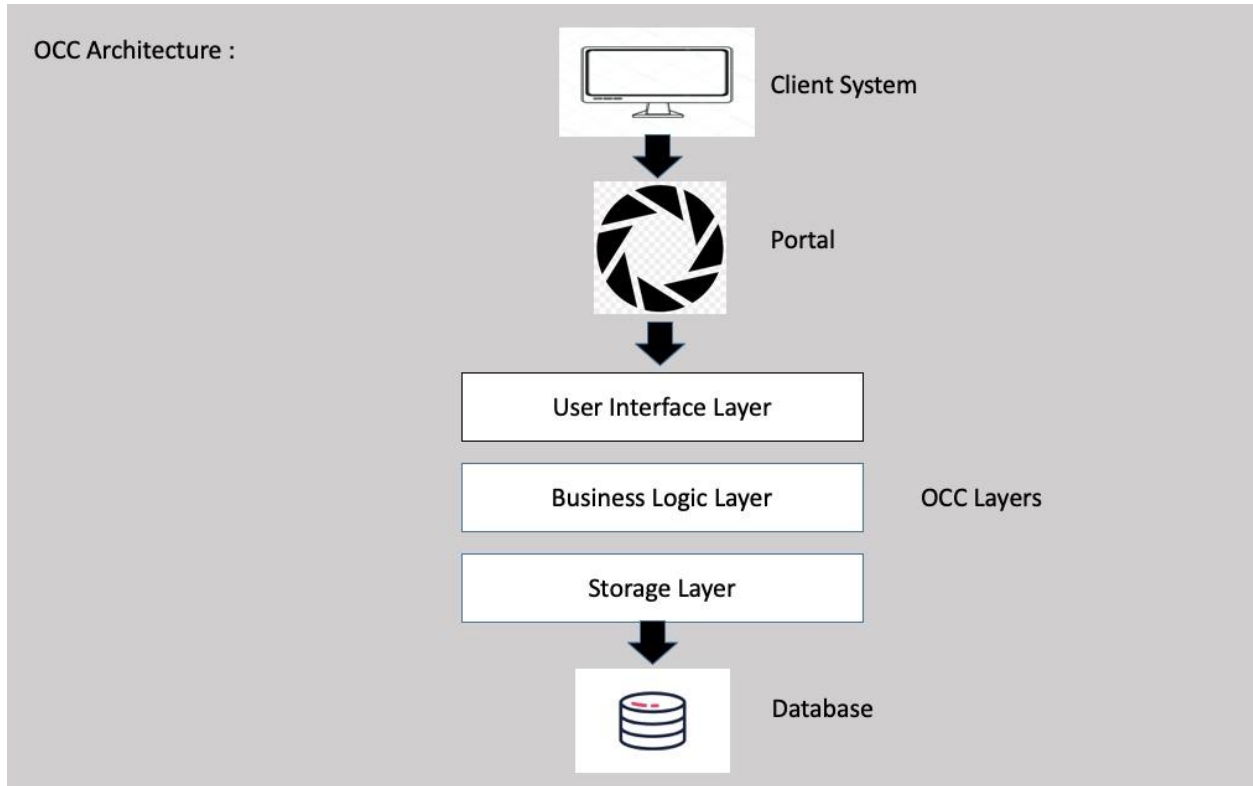 OCC Architecture :
Client System
Portal
User Interface Layer
Business Logic Layer
OCC Layers
Storage Layer
Database